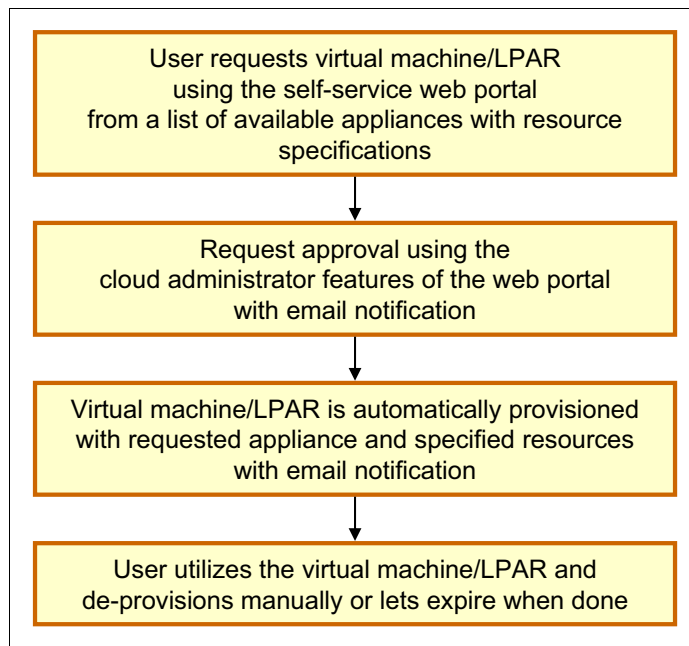 User requests virtual machine/LPAR
using the self-service web portal
from a list of available appliances with resource
specifications
Request approval using the
cloud administrator features of the web portal
with email notification
Virtual machine/LPAR is automatically provisioned
with requested appliance and specified resources
with email notification
User utilizes the virtual machine/LPAR and
de-provisions manually or lets expire when done